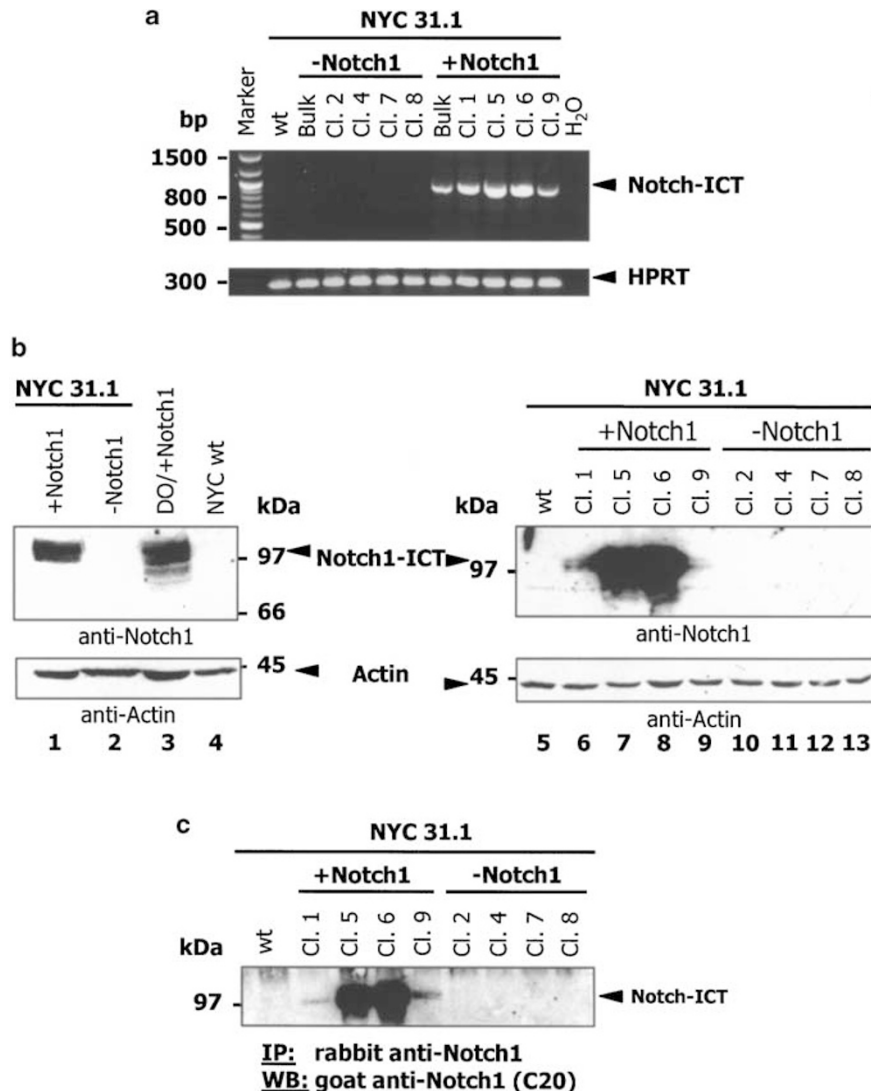 a
NYC 31.1
-Notch1 +Notch1
bp Marker wt Bulk Cl. 2 Cl. 4 Cl. 7 Cl. 8 Bulk Cl. 1 Cl. 5 Cl. 6 Cl. 9 H2O
1500 -
800 - Notch-ICT
500 -
300 - HPRT
b
NYC 31.1
+Notch1 -Notch1 DO/+Notch1 NYC wt
kDa
- 97 Notch1-ICT
- 66
anti-Notch1
- 45 Actin
anti-Actin
1 2 3 4
NYC 31.1
+Notch1 -Notch1
kDa wt Cl. 1 Cl. 5 Cl. 6 Cl. 9 Cl. 2 Cl. 4 Cl. 7 Cl. 8
97 -
anti-Notch1
45 -
anti-Actin
5 6 7 8 9 10 11 12 13
c
NYC 31.1
+Notch1 -Notch1
kDa wt Cl. 1 Cl. 5 Cl. 6 Cl. 9 Cl. 2 Cl. 4 Cl. 7 Cl. 8
97 - Notch-ICT
IP: rabbit anti-Notch1
WB: goat anti-Notch1 (C20)